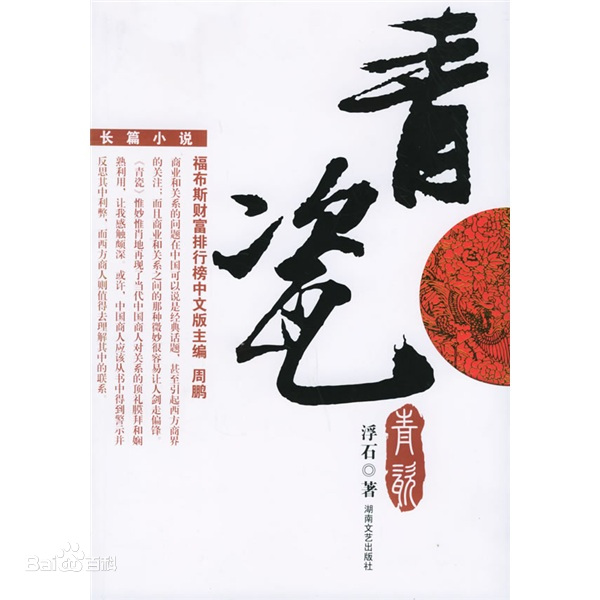 青瓷
长篇小说
福布斯财富排行榜中文版主编 周鹏
商业和关系的问题在中国可以说是经典话题，甚至引起西方商界
的关注；而且商业和关系之间的那种微妙很容易让人剑走偏锋。
《青瓷》惟妙惟肖地再现了当代中国商人对关系的顶礼膜拜和娴
熟利用，让我感触颇深。或许，中国商人应该从书中得到警示并
反思其中利弊，而西方商人则值得去理解其中的联系。
青瓷
浮石◎著
湖南文艺出版社
Bai百科